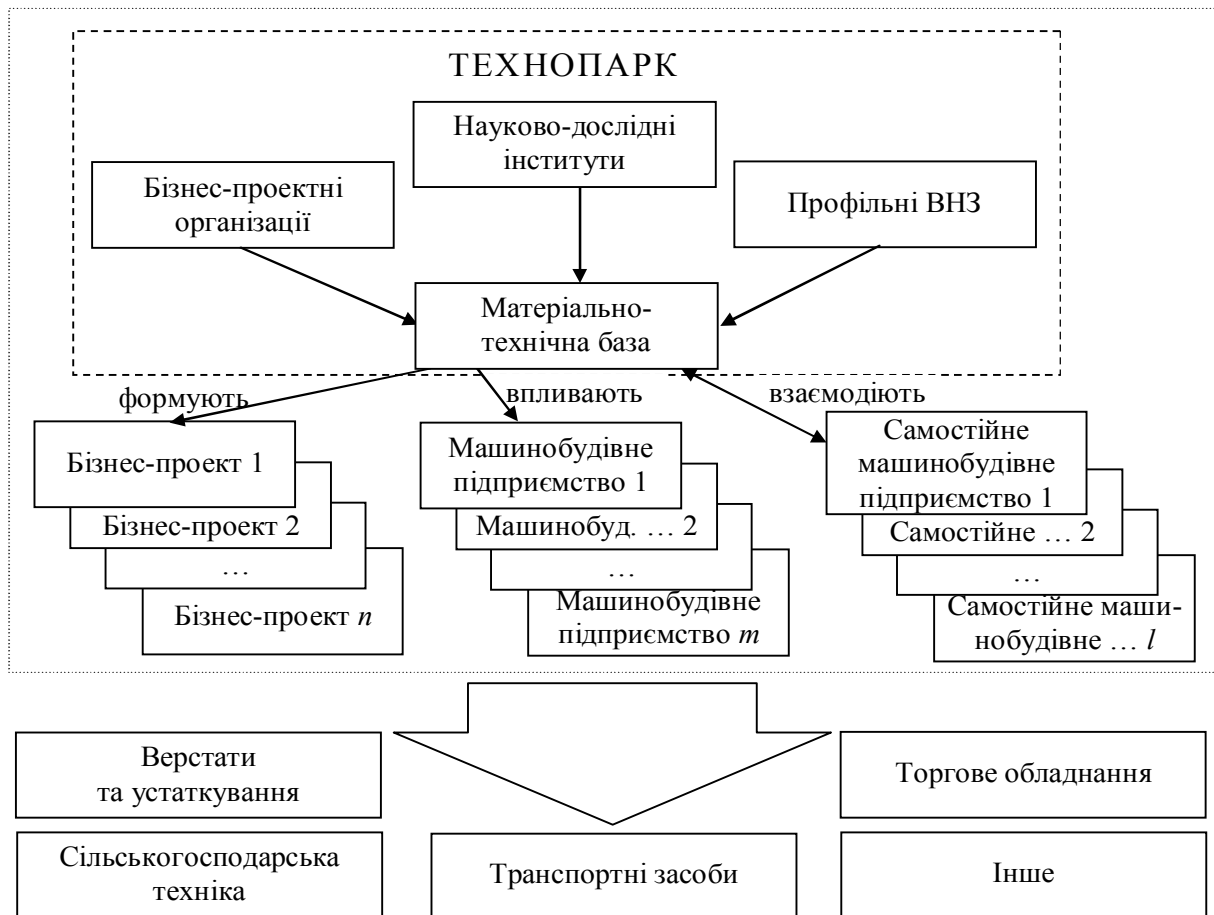 ТЕХНОПАРК
Науково-дослідні
інститути
Бізнес-проектні
організації
Профільні ВНЗ
Матеріально-
технічна база
формують
впливають
взаємодіють
Бізнес-проект 1
Бізнес-проект 2
…
Бізнес-проект n
Машинобудівне
підприємство 1
Машинобуд. … 2
…
Машинобудівне
підприємство m
Самостійне
машинобудівне
підприємство 1
Самостійне … 2
…
Самостійне маши-
нобудівне … l
Верстати
та устаткування
Торгове обладнання
Сільськогосподарська
техніка
Транспортні засоби
Інше